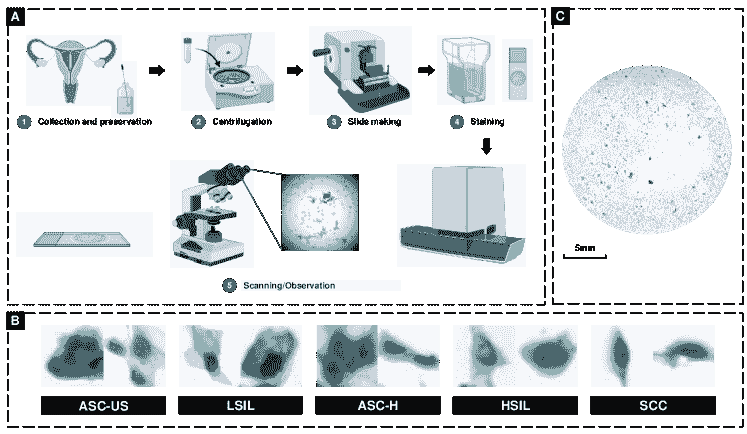 A
C
1 Collection and preservation
2 Centrifugation
3 Slide making
4 Staining
5 Scanning/Observation
5mm
B
ASC-US
LSIL
ASC-H
HSIL
SCC